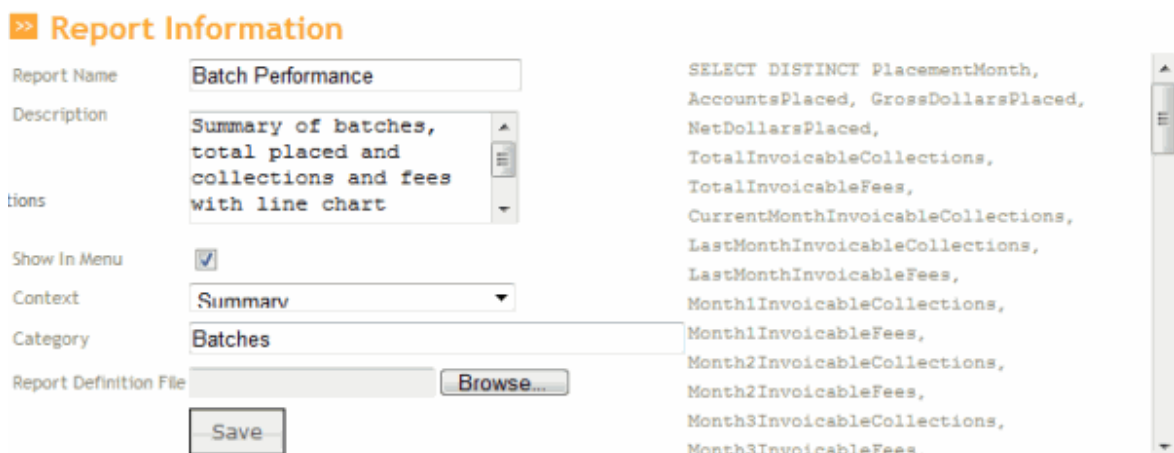 >> Report Information
Report Name
Batch Performance
Description
Summary of batches,
total placed and
collections and fees
with line chart
tions
Show In Menu
Context
Summary
Category
Batches
Report Definition File
Browse...
Save
SELECT DISTINCT PlacementMonth,
AccountsPlaced, GrossDollarsPlaced,
NetDollarsPlaced,
TotalInvoicableCollections,
TotalInvoicableFees,
CurrentMonthInvoicableCollections,
LastMonthInvoicableCollections,
LastMonthInvoicableFees,
Month1InvoicableCollections,
Month1InvoicableFees,
Month2InvoicableCollections,
Month2InvoicableFees,
Month3InvoicableCollections,
Month3InvoicableFees,